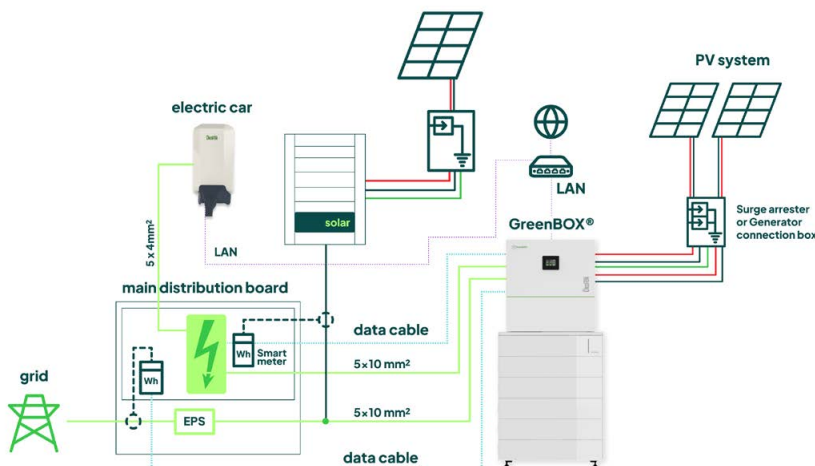 PV system
electric car
LAN
GreenBOX®
Surge arrester
or Generator
connection box
solar
5 x 4mm²
LAN
main distribution board
data cable
Wh
Smart
meter
Wh
5×10 mm²
grid
EPS
5×10 mm²
data cable